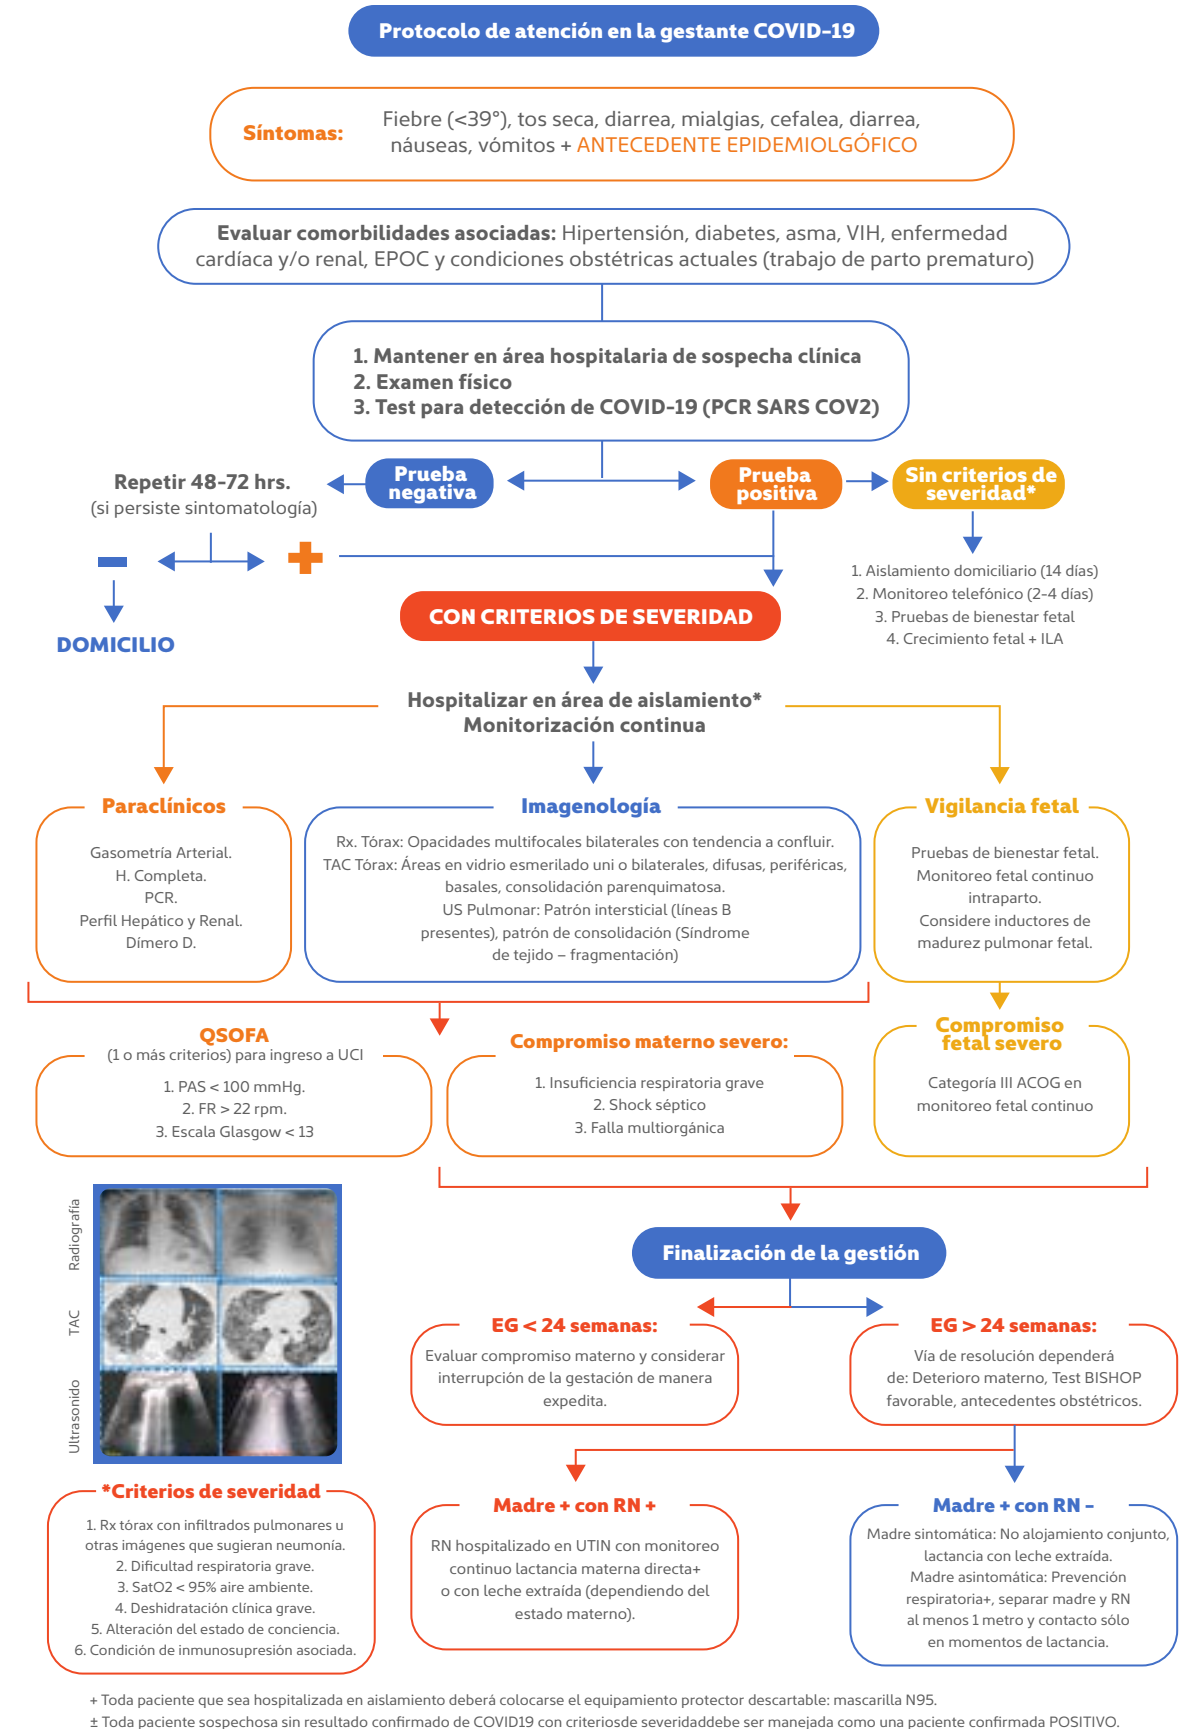 Protocolo de atención en la gestante COVID-19
Síntomas:
Fiebre (<39°), tos seca, diarrea, mialgias, cefalea, diarrea,
náuseas, vómitos + ANTECEDENTE EPIDEMIOLGÓFICO
Evaluar comorbilidades asociadas: Hipertensión, diabetes, asma, VIH, enfermedad
cardíaca y/o renal, EPOC y condiciones obstétricas actuales (trabajo de parto prematuro)
1. Mantener en área hospitalaria de sospecha clínica
2. Examen físico
3. Test para detección de COVID-19 (PCR SARS COV2)
Repetir 48-72 hrs.
(si persiste sintomatología)
Prueba
negativa
Prueba
positiva
Sin criterios de
severidad*
DOMICILIO
1. Aislamiento domiciliario (14 días)
2. Monitoreo telefónico (2-4 días)
3. Pruebas de bienestar fetal
4. Crecimiento fetal + ILA
CON CRITERIOS DE SEVERIDAD
Hospitalizar en área de aislamiento*
Monitorización continua
Paraclínicos
Gasometría Arterial.
H. Completa.
PCR.
Perfil Hepático y Renal.
Dímero D.
Imagenología
Rx. Tórax: Opacidades multifocales bilaterales con tendencia a confluir.
TAC Tórax: Áreas en vidrio esmerilado uni o bilaterales, difusas, periféricas,
basales, consolidación parenquimatosa.
US Pulmonar: Patrón intersticial (líneas B
presentes), patrón de consolidación (Síndrome
de tejido – fragmentación)
Vigilancia fetal
Pruebas de bienestar fetal.
Monitoreo fetal continuo
intraparto.
Considere inductores de
madurez pulmonar fetal.
QSOFA
(1 o más criterios) para ingreso a UCI
1. PAS < 100 mmHg.
2. FR > 22 rpm.
3. Escala Glasgow < 13
Compromiso materno severo:
1. Insuficiencia respiratoria grave
2. Shock séptico
3. Falla multiorgánica
Compromiso
fetal severo
Categoría III ACOG en
monitoreo fetal continuo
Radiografía
TAC
Ultrasonido
Finalización de la gestión
EG < 24 semanas:
Evaluar compromiso materno y considerar
interrupción de la gestación de manera
expedita.
EG > 24 semanas:
Vía de resolución dependerá
de: Deterioro materno, Test BISHOP
favorable, antecedentes obstétricos.
*Criterios de severidad
1. Rx tórax con infiltrados pulmonares u
otras imágenes que sugieran neumonía.
2. Dificultad respiratoria grave.
3. SatO2 < 95% aire ambiente.
4. Deshidratación clínica grave.
5. Alteración del estado de conciencia.
6. Condición de inmunosupresión asociada.
Madre + con RN +
RN hospitalizado en UTIN con monitoreo
continuo lactancia materna directa+
o con leche extraída (dependiendo del
estado materno).
Madre + con RN –
Madre sintomática: No alojamiento conjunto,
lactancia con leche extraída.
Madre asintomática: Prevención
respiratoria+, separar madre y RN
al menos 1 metro y contacto sólo
en momentos de lactancia.
+ Toda paciente que sea hospitalizada en aislamiento deberá colocarse el equipamiento protector descartable: mascarilla N95.
± Toda paciente sospechosa sin resultado confirmado de COVID19 con criteriosde severidaddebe ser manejada como una paciente confirmada POSITIVO.